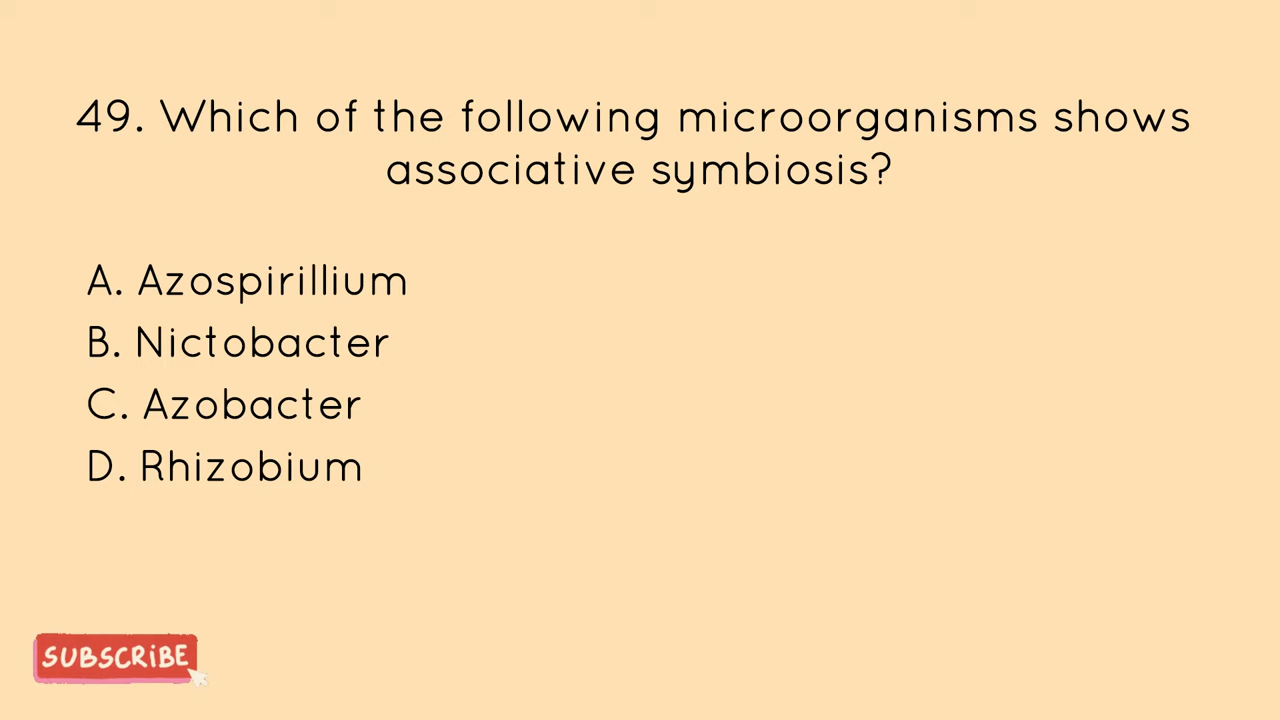 49. Which of the following microorganisms shows
associative symbiosis?
A. Azospirillium
B. Nictobacter
C. Azobacter
D. Rhizobium
SUBSCRIBE